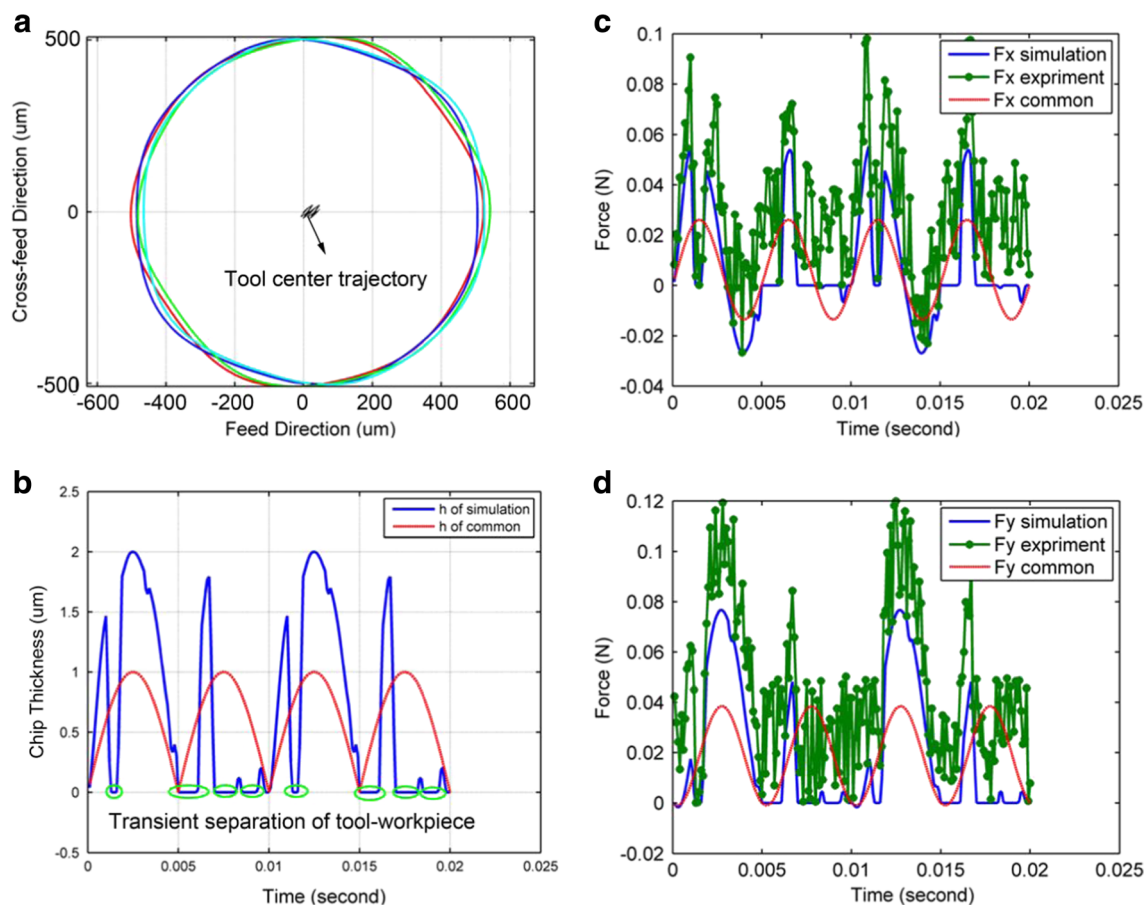 a
500
0
-500
Cross-feed Direction (um)
Tool center trajectory
-600 -400 -200 0 200 400 600
Feed Direction (um)
b
2.5
2
1.5
1
0.5
0
-0.5
Chip Thickness (um)
h of simulation
h of common
Transient separation of tool-workpiece
0 0.005 0.01 0.015 0.02 0.025
Time (second)
c
0.1
0.08
0.06
0.04
0.02
0
-0.02
-0.04
Force (N)
Fx simulation
Fx expriment
Fx common
0 0.005 0.01 0.015 0.02 0.025
Time (second)
d
0.12
0.1
0.08
0.06
0.04
0.02
0
-0.02
Force (N)
Fy simulation
Fy expriment
Fy common
0 0.005 0.01 0.015 0.02 0.025
Time (second)